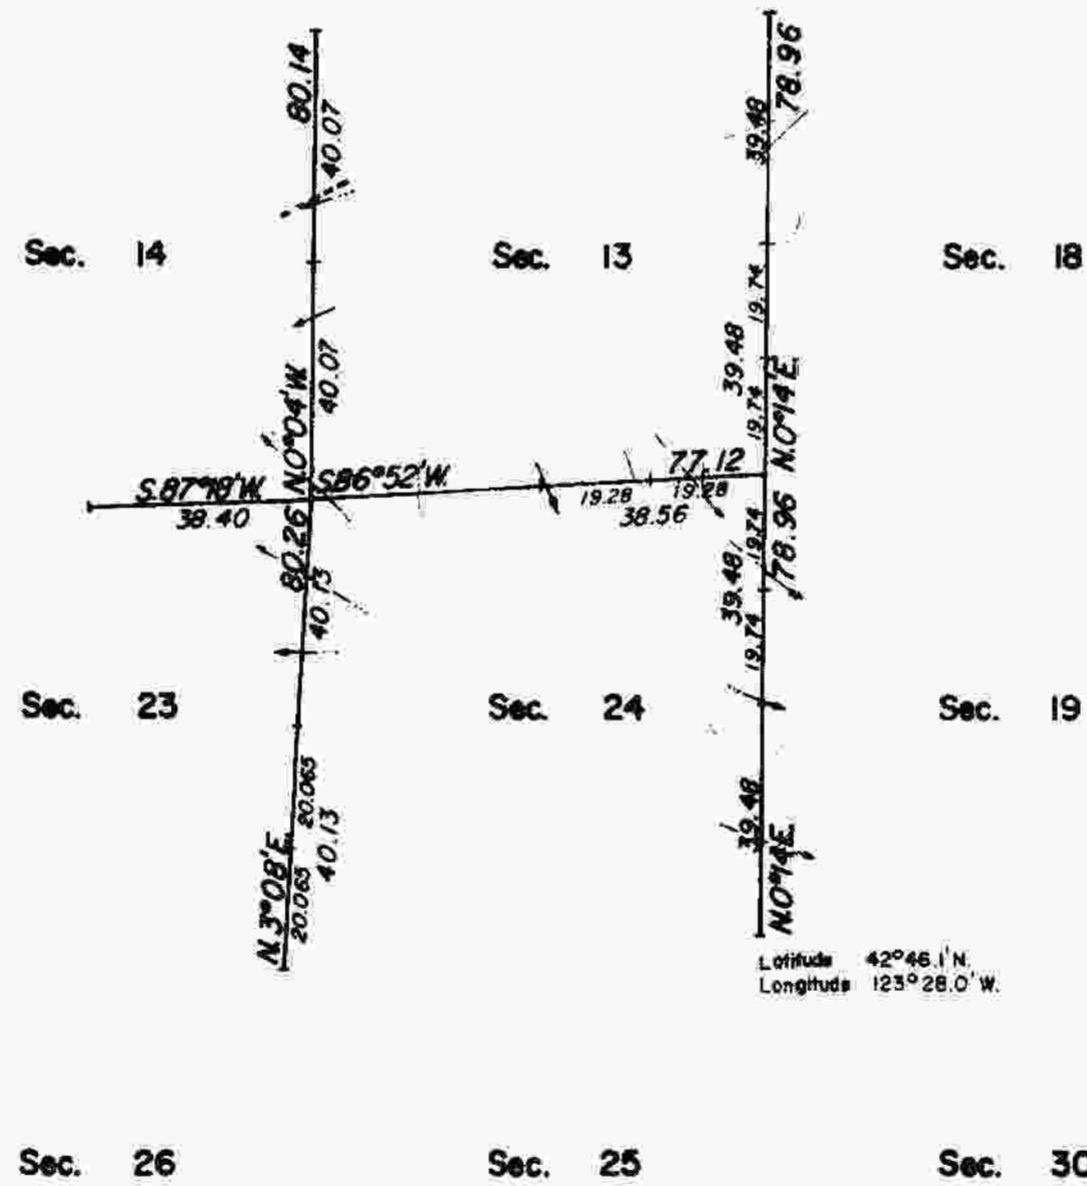 80.14
78.96
40.07
39.48
Sec. 14
Sec. 13
Sec. 18
19.74
40.07
39.48
N.0°04'W.
19.74
N.0°14'E.
S.87°18'W.
S.86°52'W.
77.12
38.40
19.28
19.28
38.56
80.26
19.74
78.96
40.13
39.48
19.74
Sec. 23
Sec. 24
Sec. 19
20.065
40.13
39.48
N.3°08'E.
20.065
N.0°14'E.
Latitude 42°46.1'N.
Longitude 123°28.0'W.
Sec. 26
Sec. 25
Sec. 30